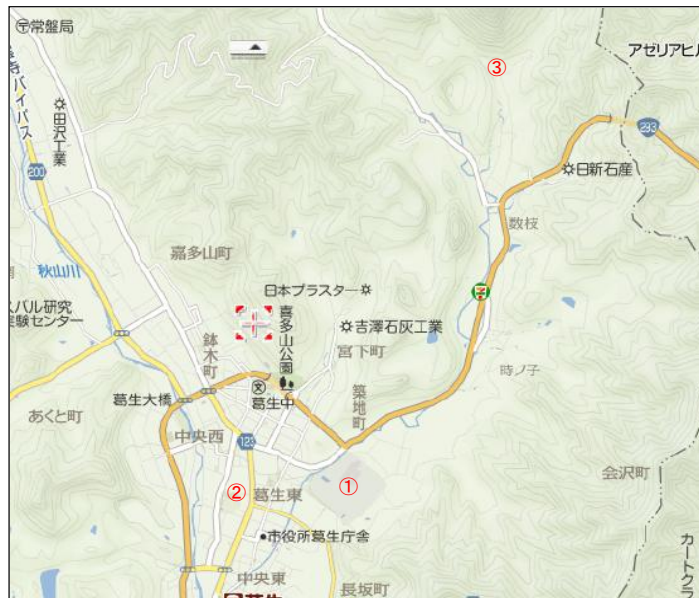 〒常盤局
アゼリアヒル
③
寺バイパス
田沢工業
293
200
日新石産
数枝
嘉多山町
秋山川
日本プラスター
スバル研究
実験センター
喜多山公園
吉澤石灰工業
鉢木町
宮下町
時ノ子
葛生大橋
文
葛生中
築地町
あくと町
中央西
123
会沢町
①
②
葛生東
市役所葛生庁舎
カートクラ
中央東
長坂町